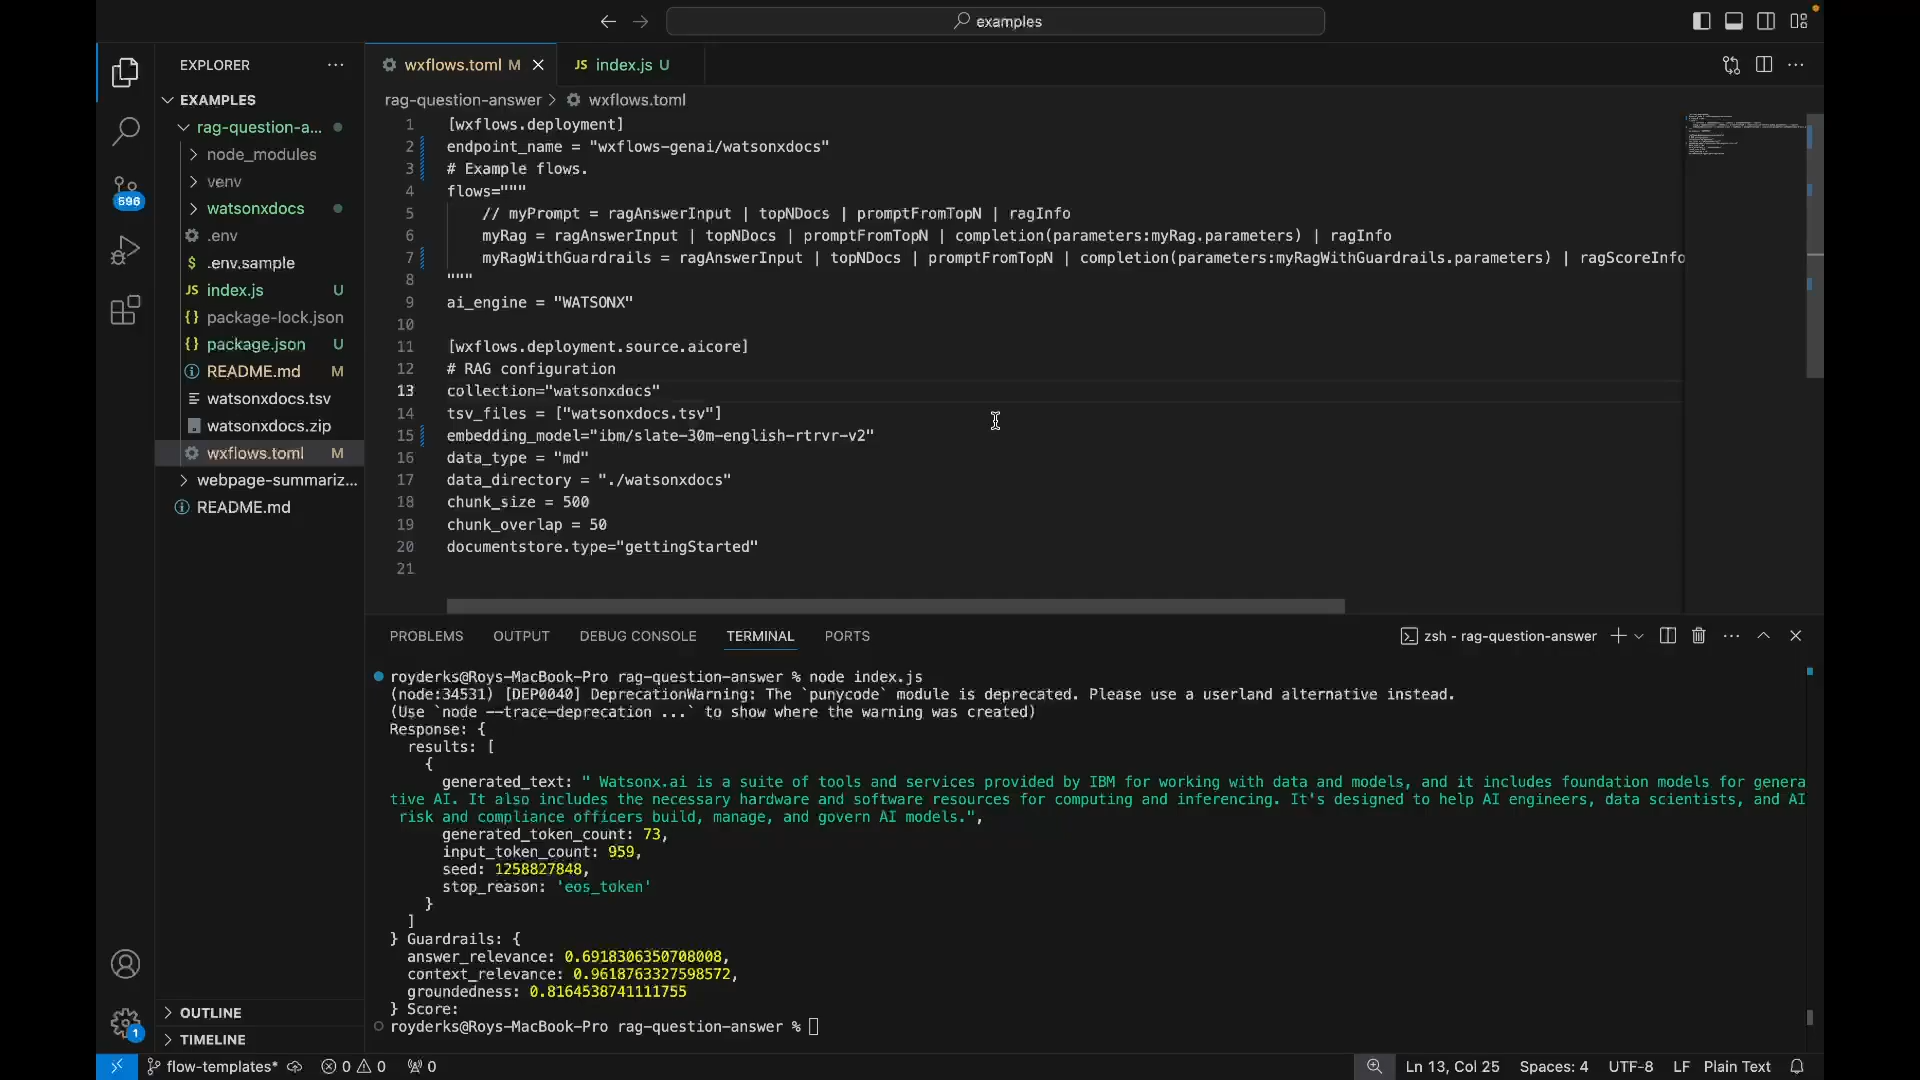 examples
EXPLORER
EXAMPLES
rag-question-a...
node_modules
venv
watsonxdocs
.env
$ .env.sample
JS index.js U
{} package-lock.json
{} package.json U
README.md M
watsonxdocs.tsv
watsonxdocs.zip
wxflows.toml M
webpage-summariz...
README.md
OUTLINE
TIMELINE
596
1
wxflows.toml M
JS index.js U
rag-question-answer > wxflows.toml
1 [wxflows.deployment]
2 endpoint_name = "wxflows-genai/watsonxdocs"
3 # Example flows.
4 flows="""
5 // myPrompt = ragAnswerInput | topNDocs | promptFromTopN | ragInfo
6 myRag = ragAnswerInput | topNDocs | promptFromTopN | completion(parameters:myRag.parameters) | ragInfo
7 myRagWithGuardrails = ragAnswerInput | topNDocs | promptFromTopN | completion(parameters:myRagWithGuardrails.parameters) | ragScoreInfo
8 """
9 ai_engine = "WATSONX"
10
11 [wxflows.deployment.source.aicore]
12 # RAG configuration
13 collection="watsonxdocs"
14 tsv_files = ["watsonxdocs.tsv"]
15 embedding_model="ibm/slate-30m-english-rtrvr-v2"
16 data_type = "md"
17 data_directory = "./watsonxdocs"
18 chunk_size = 500
19 chunk_overlap = 50
20 documentstore.type="gettingStarted"
21
PROBLEMS OUTPUT DEBUG CONSOLE TERMINAL PORTS
zsh - rag-question-answer
royderks@Roys-MacBook-Pro rag-question-answer % node index.js
(node:34531) [DEP0040] DeprecationWarning: The `punycode` module is deprecated. Please use a userland alternative instead.
(Use `node --trace-deprecation ...` to show where the warning was created)
Response: {
results: [
{
generated_text: " Watsonx.ai is a suite of tools and services provided by IBM for working with data and models, and it includes foundation models for genera
tive AI. It also includes the necessary hardware and software resources for computing and inferencing. It's designed to help AI engineers, data scientists, and AI
risk and compliance officers build, manage, and govern AI models.",
generated_token_count: 73,
input_token_count: 959,
seed: 1258827848,
stop_reason: 'eos_token'
}
]
} Guardrails: {
answer_relevance: 0.6918306350708008,
context_relevance: 0.9618763327598572,
groundedness: 0.8164538741111755
} Score:
royderks@Roys-MacBook-Pro rag-question-answer %
flow-templates* 0 0 0
Ln 13, Col 25 Spaces: 4 UTF-8 LF Plain Text